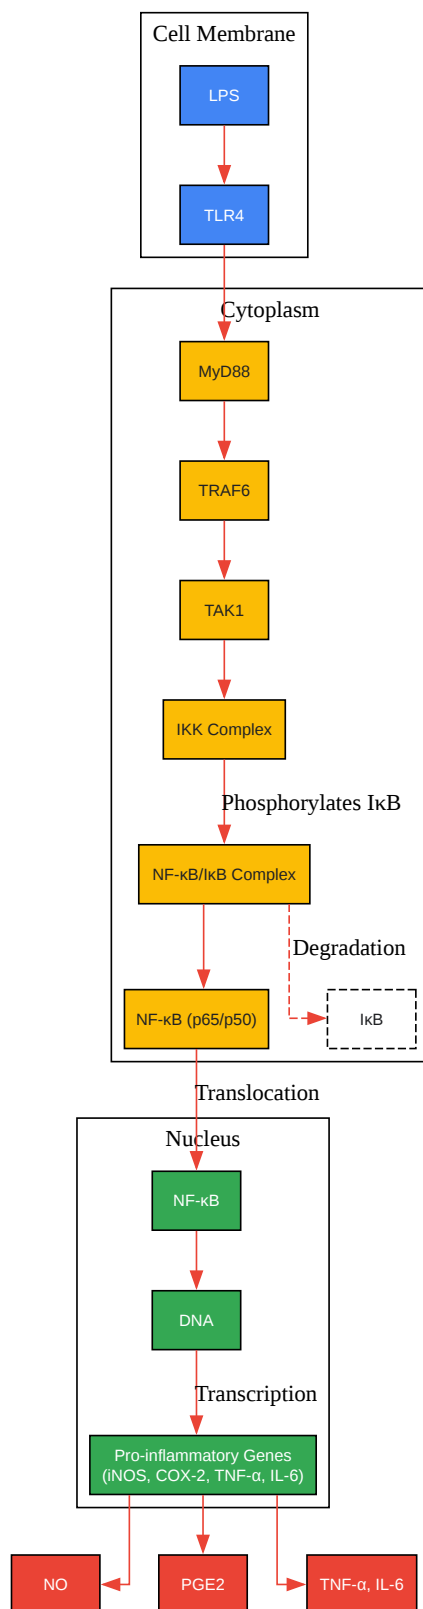 Cell Membrane
LPS
TLR4
Cytoplasm
MyD88
TRAF6
TAK1
IKK Complex
Phosphorylates IκB
NF-κB/IκB Complex
Degradation
NF-κB (p65/p50)
IκB
Translocation
Nucleus
NF-κB
DNA
Transcription
Pro-inflammatory Genes
(iNOS, COX-2, TNF-α, IL-6)
NO
PGE2
TNF-α, IL-6